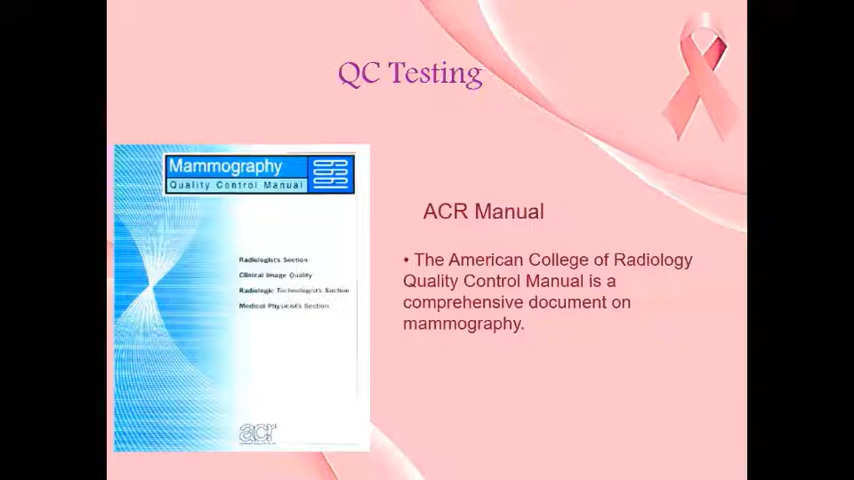 QC Testing
Mammography
Quality Control Manual
Radiologist's Section
Clinical Image Quality
Radiologic Technologist's Section
Medical Physicist's Section
acr
ACR Manual
• The American College of Radiology
Quality Control Manual is a
comprehensive document on
mammography.